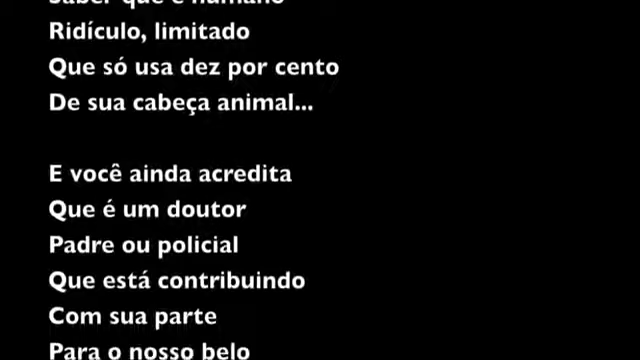 Saber que é humano
Ridículo, limitado
Que só usa dez por cento
De sua cabeça animal...
E você ainda acredita
Que é um doutor
Padre ou policial
Que está contribuindo
Com sua parte
Para o nosso belo